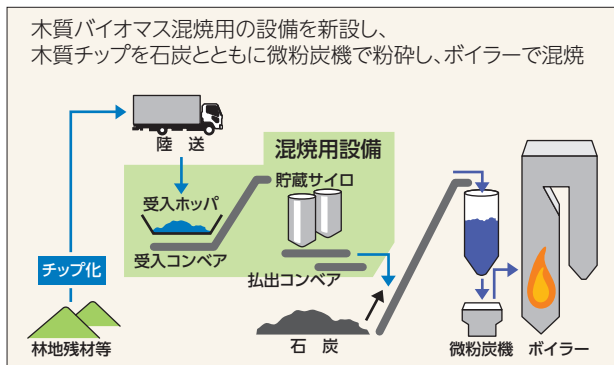 木質バイオマス混焼用の設備を新設し、
木質チップを石炭とともに微粉炭機で粉砕し、ボイラーで混焼
陸 送
混焼用設備
貯蔵サイロ
受入ホッパ
受入コンベア
チップ化
払出コンベア
林地残材等
石 炭
微粉炭機
ボイラー